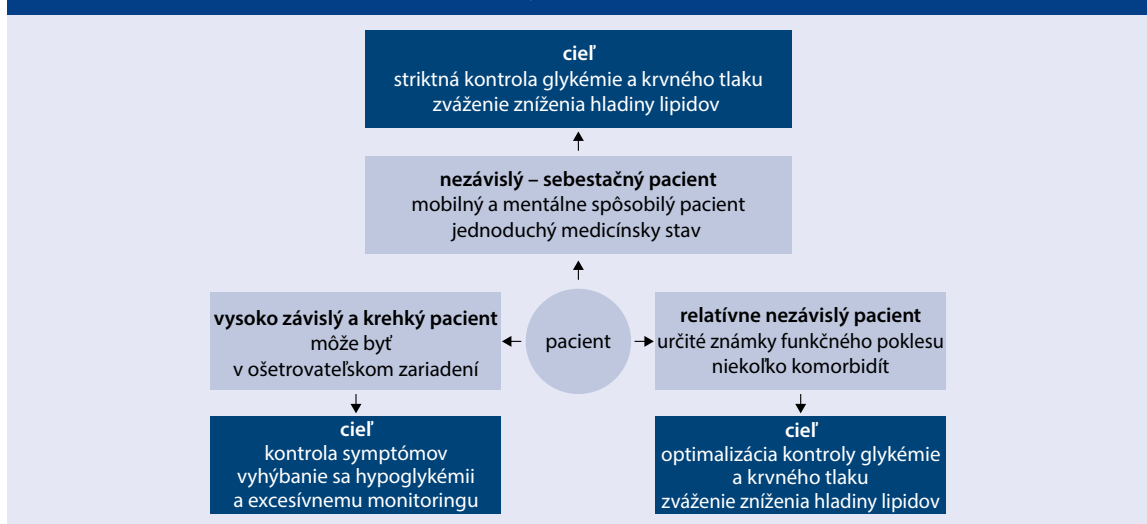 cieľ
striktná kontrola glykémie a krvného tlaku
zváženie zníženia hladiny lipidov
nezávislý – sebestačný pacient
mobilný a mentálne spôsobilý pacient
jednoduchý medicínsky stav
vysoko závislý a krehký pacient
môže byť
v ošetrovateľskom zariadení
pacient
relatívne nezávislý pacient
určité známky funkčného poklesu
niekoľko komorbidít
cieľ
kontrola symptómov
vyhýbanie sa hypoglykémii
a excesívnemu monitoringu
cieľ
optimalizácia kontroly glykémie
a krvného tlaku
zváženie zníženia hladiny lipidov